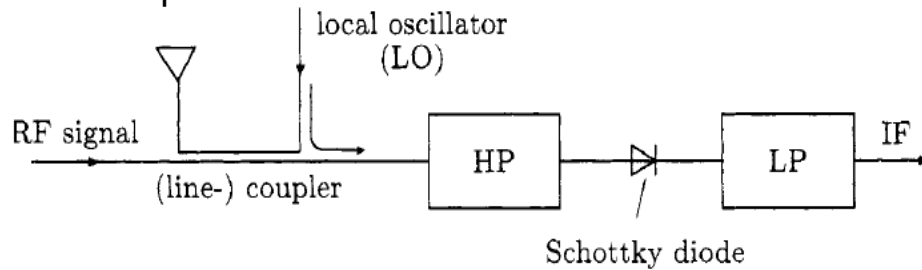 local oscillator
(LO)
RF signal
HP
LP
IF
(line-) coupler
Schottky diode